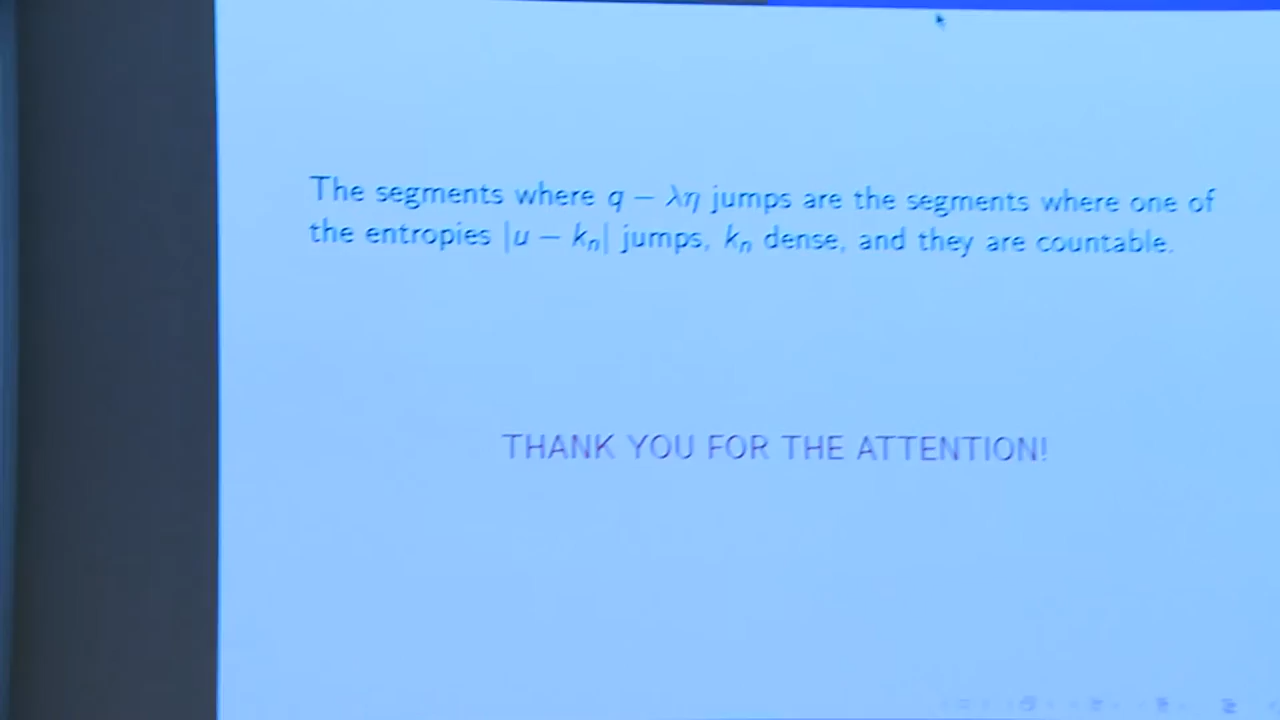 The segments where q − λη jumps are the segments where one of
the entropies |u − kₙ| jumps, kₙ dense, and they are countable.
THANK YOU FOR THE ATTENTION!